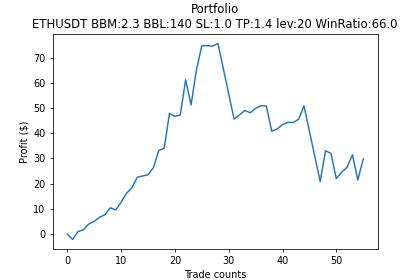 Portfolio
ETHUSDT BBM:2.3 BBL:140 SL:1.0 TP:1.4 lev:20 WinRatio:66.0
Profit ($)
70
60
50
40
30
20
10
0
0 10 20 30 40 50
Trade counts